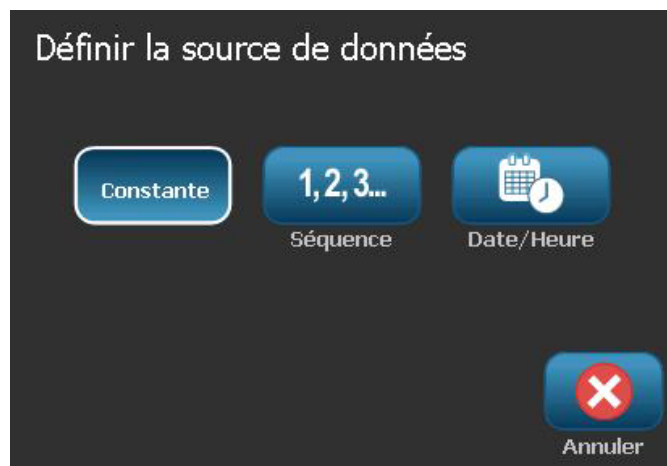 Définir la source de données
Constante
1, 2, 3...
Séquence
Date/Heure
Annuler